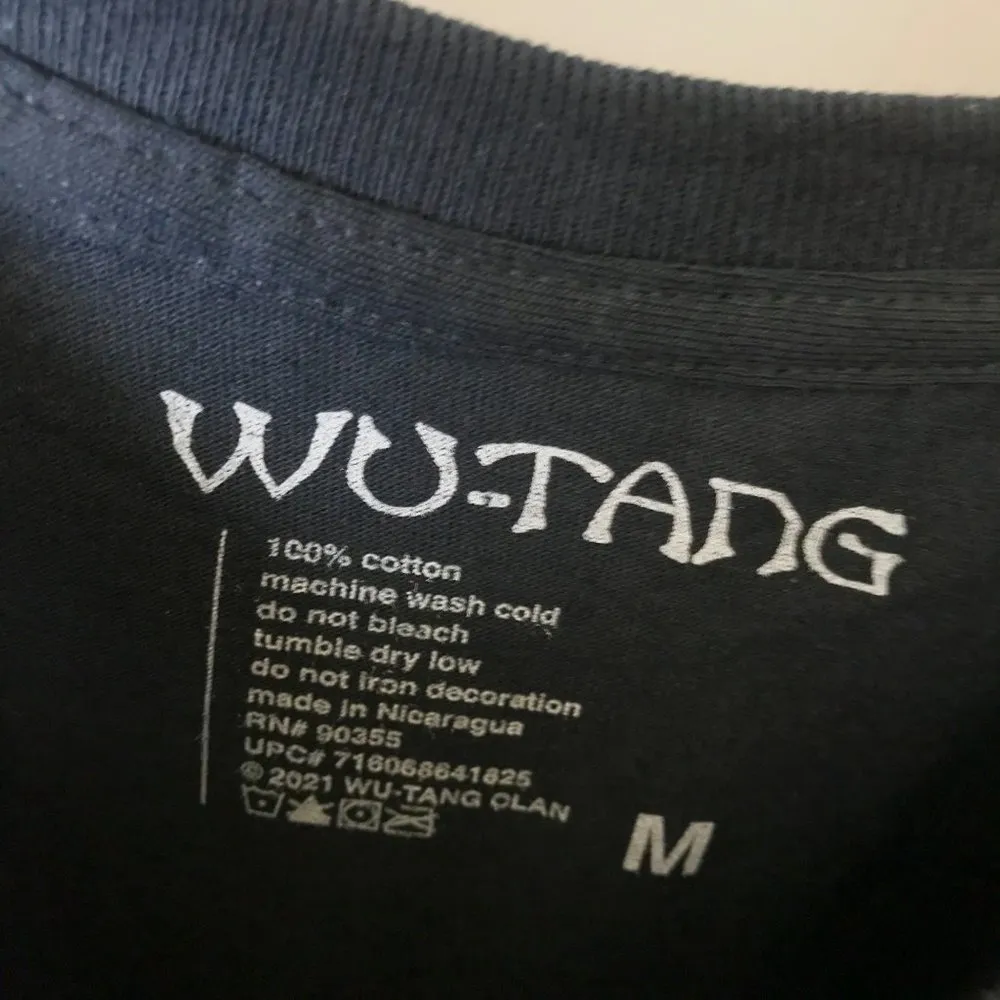 WU-TANG
100% cotton
machine wash cold
do not bleach
tumble dry low
do not iron decoration
made in Nicaragua
RN# 90355
UPC# 716068641825
© 2021 WU-TANG CLAN
M